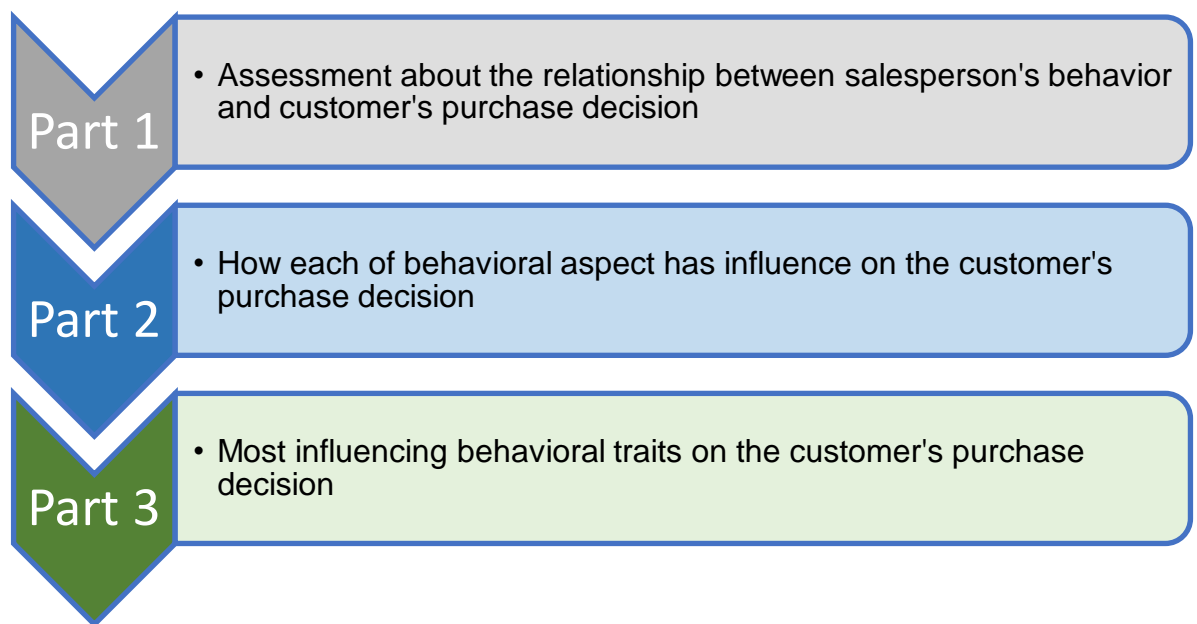 Part 1
• Assessment about the relationship between salesperson's behavior
and customer's purchase decision
Part 2
• How each of behavioral aspect has influence on the customer's
purchase decision
Part 3
• Most influencing behavioral traits on the customer's purchase
decision